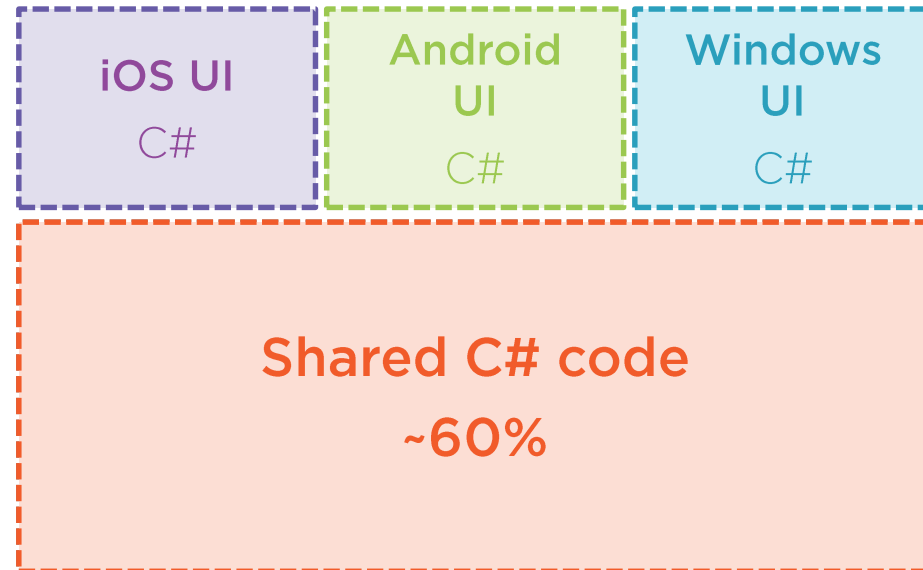 iOS UI
C#
Android
UI
C#
Windows
UI
C#
Shared C# code
~60%